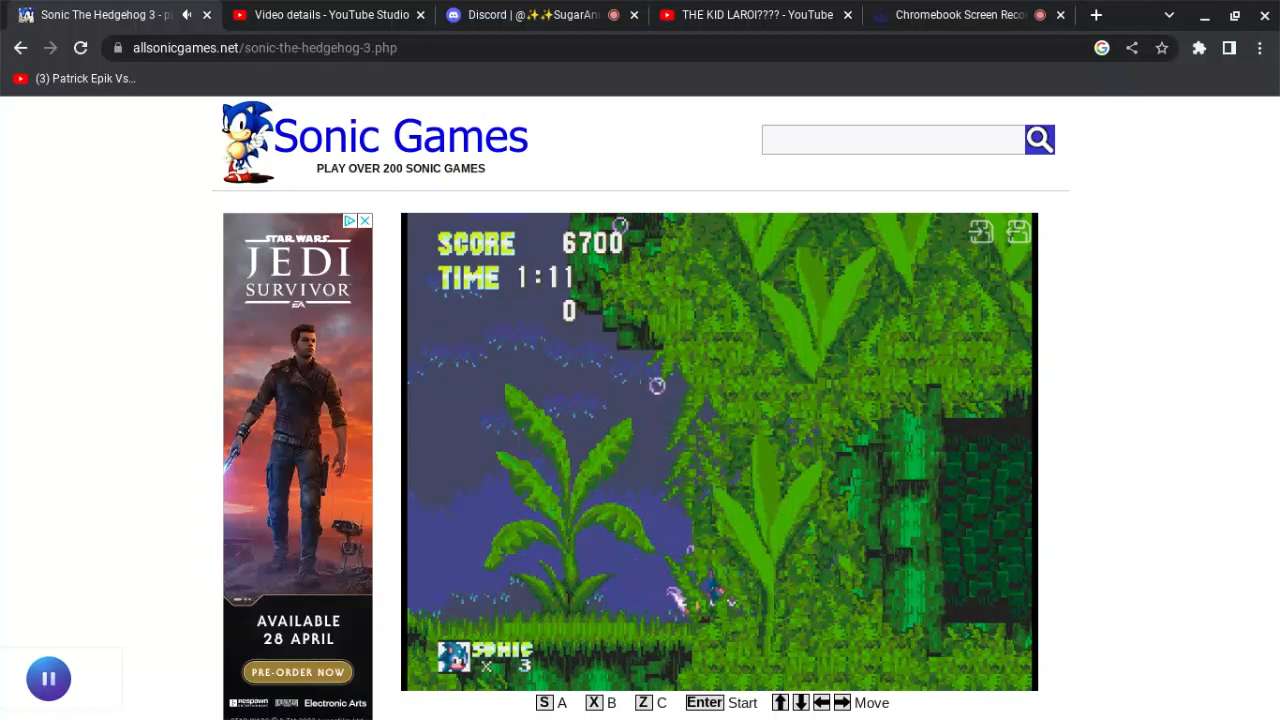 Sonic The Hedgehog 3 - pl
Video details - YouTube Studio
Discord | @✨✨SugarAn
THE KID LAROI???? - YouTube
Chromebook Screen Reco
allsonicgames.net/sonic-the-hedgehog-3.php
(3) Patrick Epik Vs…
Sonic Games
PLAY OVER 200 SONIC GAMES
STAR WARS
JEDI
SURVIVOR
EA
AVAILABLE
28 APRIL
PRE-ORDER NOW
respawn
Electronic Arts
SCORE 6700
TIME 1:11
0
SONIC
× 3
S A X B Z C Enter Start Move